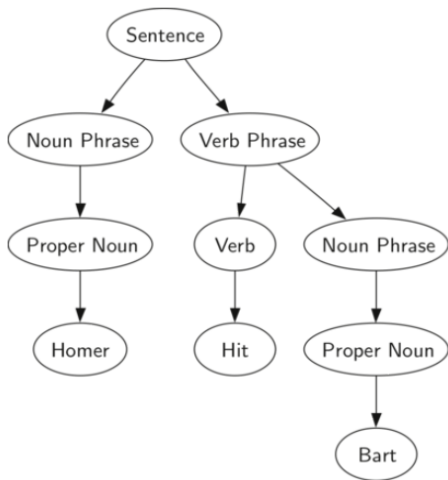 Sentence
Noun Phrase Verb Phrase
Proper Noun Verb Noun Phrase
Homer Hit Proper Noun
Bart